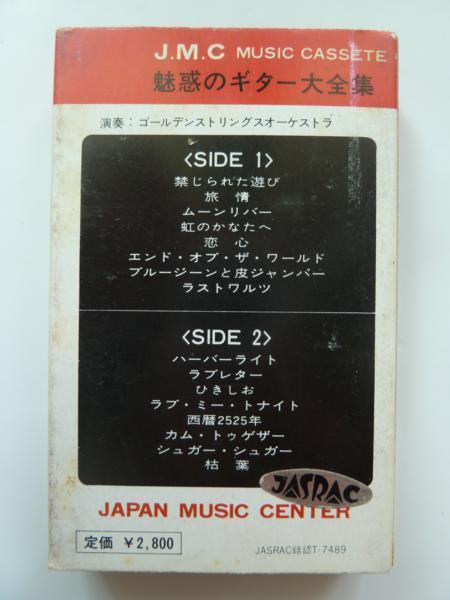 J.M.C MUSIC CASSETE
魅惑のギター大全集
演奏：ゴールデンストリングスオーケストラ
〈SIDE 1〉
禁じられた遊び
旅情
ムーンリバー
虹のかなたへ
恋心
エンド・オブ・ザ・ワールド
ブルージーンと皮ジャンパー
ラストワルツ
〈SIDE 2〉
ハーバーライト
ラブレター
ひきしお
ラブ・ミー・トナイト
西暦2525年
カム・トゥゲザー
シュガー・シュガー
枯葉
JASRAC
JAPAN MUSIC CENTER
定価 ￥2,800
JASRAC録認T-7489